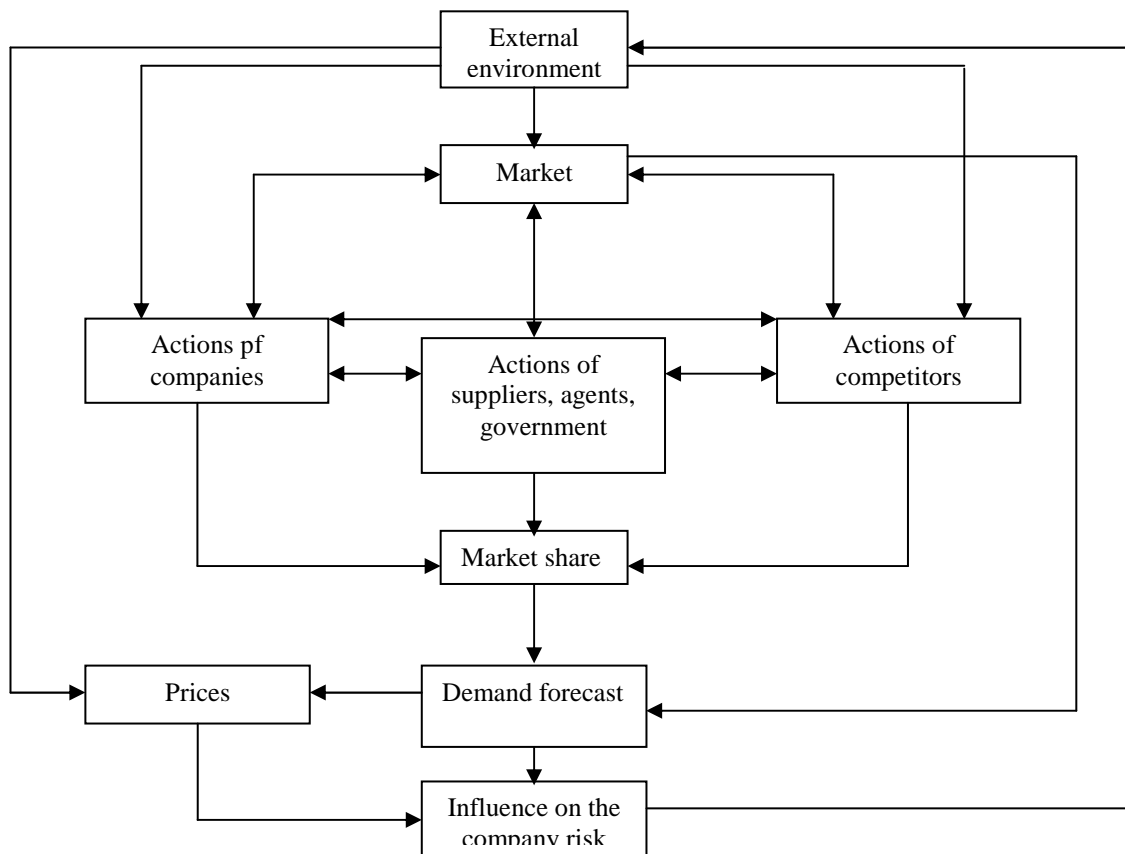 External
environment
Market
Actions pf
companies
Actions of
suppliers, agents,
government
Actions of
competitors
Market share
Prices
Demand forecast
Influence on the
company risk